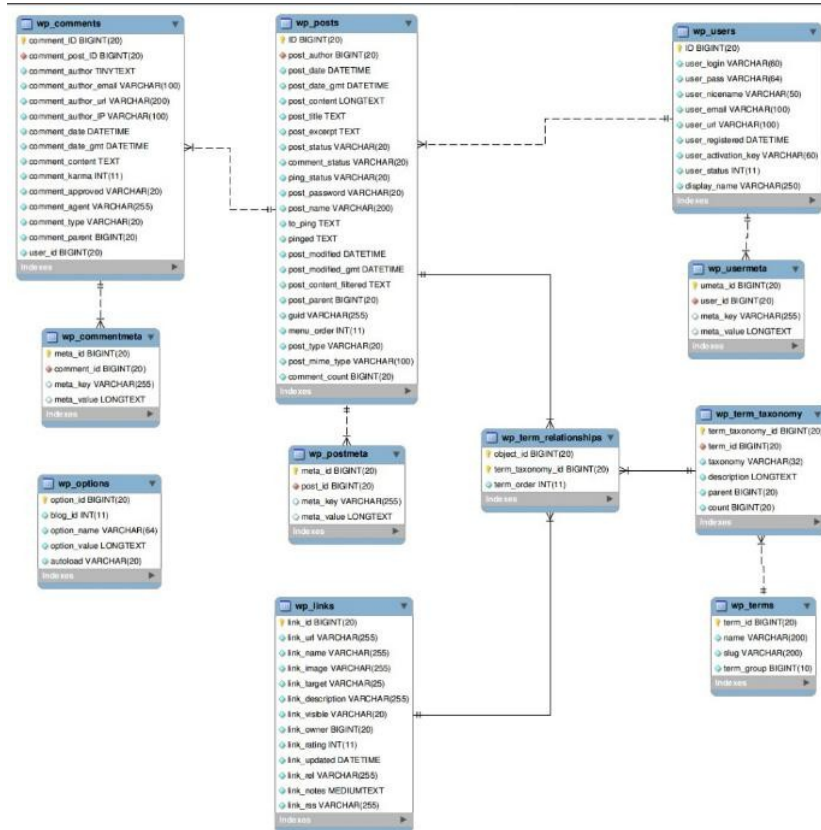 wp_comments
comment_ID BIGINT(20)
comment_post_ID BIGINT(20)
comment_author TINYTEXT
comment_author_email VARCHAR(100)
comment_author_url VARCHAR(200)
comment_author_IP VARCHAR(100)
comment_date DATETIME
comment_date_gmt DATETIME
comment_content TEXT
comment_karma INT(11)
comment_approved VARCHAR(20)
comment_agent VARCHAR(255)
comment_type VARCHAR(20)
comment_parent BIGINT(20)
user_id BIGINT(20)
Indexes
wp_posts
ID BIGINT(20)
post_author BIGINT(20)
post_date DATETIME
post_date_gmt DATETIME
post_content LONGTEXT
post_title TEXT
post_excerpt TEXT
post_status VARCHAR(20)
comment_status VARCHAR(20)
ping_status VARCHAR(20)
post_password VARCHAR(20)
post_name VARCHAR(200)
to_ping TEXT
pinged TEXT
post_modified DATETIME
post_modified_gmt DATETIME
post_content_filtered TEXT
post_parent BIGINT(20)
guid VARCHAR(255)
menu_order INT(11)
post_type VARCHAR(20)
post_mime_type VARCHAR(100)
comment_count BIGINT(20)
Indexes
wp_users
ID BIGINT(20)
user_login VARCHAR(60)
user_pass VARCHAR(64)
user_nicename VARCHAR(50)
user_email VARCHAR(100)
user_url VARCHAR(100)
user_registered DATETIME
user_activation_key VARCHAR(60)
user_status INT(11)
display_name VARCHAR(250)
Indexes
wp_usermeta
umeta_id BIGINT(20)
user_id BIGINT(20)
meta_key VARCHAR(255)
meta_value LONGTEXT
Indexes
wp_commentmeta
meta_id BIGINT(20)
comment_id BIGINT(20)
meta_key VARCHAR(255)
meta_value LONGTEXT
Indexes
wp_term_relationships
object_id BIGINT(20)
term_taxonomy_id BIGINT(20)
term_order INT(11)
Indexes
wp_term_taxonomy
term_taxonomy_id BIGINT(20)
term_id BIGINT(20)
taxonomy VARCHAR(32)
description LONGTEXT
parent BIGINT(20)
count BIGINT(20)
Indexes
wp_postmeta
meta_id BIGINT(20)
post_id BIGINT(20)
meta_key VARCHAR(255)
meta_value LONGTEXT
Indexes
wp_options
option_id BIGINT(20)
blog_id INT(11)
option_name VARCHAR(64)
option_value LONGTEXT
autoload VARCHAR(20)
Indexes
wp_links
link_id BIGINT(20)
link_url VARCHAR(255)
link_name VARCHAR(255)
link_image VARCHAR(255)
link_target VARCHAR(25)
link_description VARCHAR(255)
link_visible VARCHAR(20)
link_owner BIGINT(20)
link_rating INT(11)
link_updated DATETIME
link_rel VARCHAR(255)
link_notes MEDIUMTEXT
link_rss VARCHAR(255)
Indexes
wp_terms
term_id BIGINT(20)
name VARCHAR(200)
slug VARCHAR(200)
term_group BIGINT(10)
Indexes